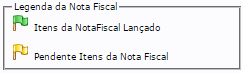 Legenda da Nota Fiscal
Itens da NotaFiscal Lançado
Pendente Itens da Nota Fiscal